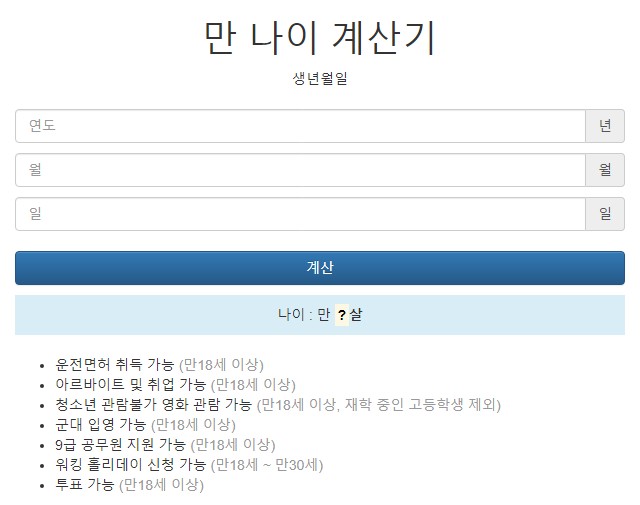 만 나이 계산기
생년월일
연도 년
월 월
일 일
계산
나이 : 만 ? 살
운전면허 취득 가능 (만18세 이상)
아르바이트 및 취업 가능 (만18세 이상)
청소년 관람불가 영화 관람 가능 (만18세 이상, 재학 중인 고등학생 제외)
군대 입영 가능 (만18세 이상)
9급 공무원 지원 가능 (만18세 이상)
워킹 홀리데이 신청 가능 (만18세 ~ 만30세)
투표 가능 (만18세 이상)